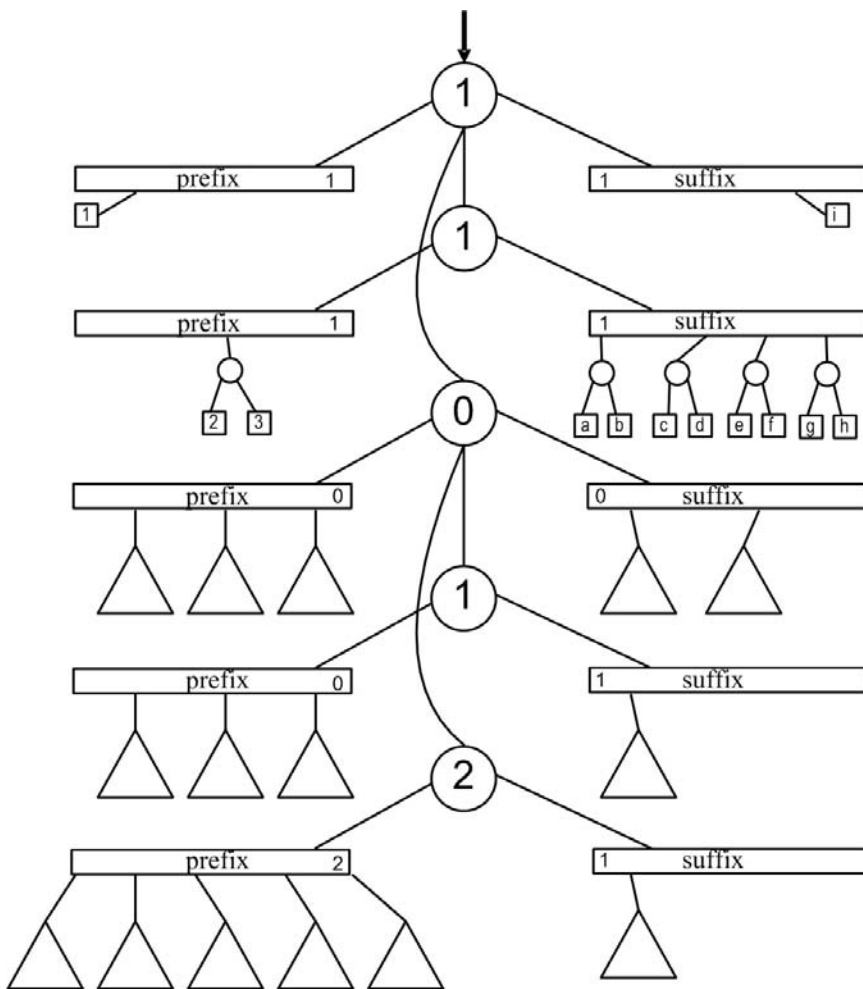 1
prefix 1
1 suffix
1
i
1
prefix 1
1 suffix
2 3
a b c d e f g h
0
prefix 0
0 suffix
1
prefix 0
1 suffix
2
prefix 2
1 suffix